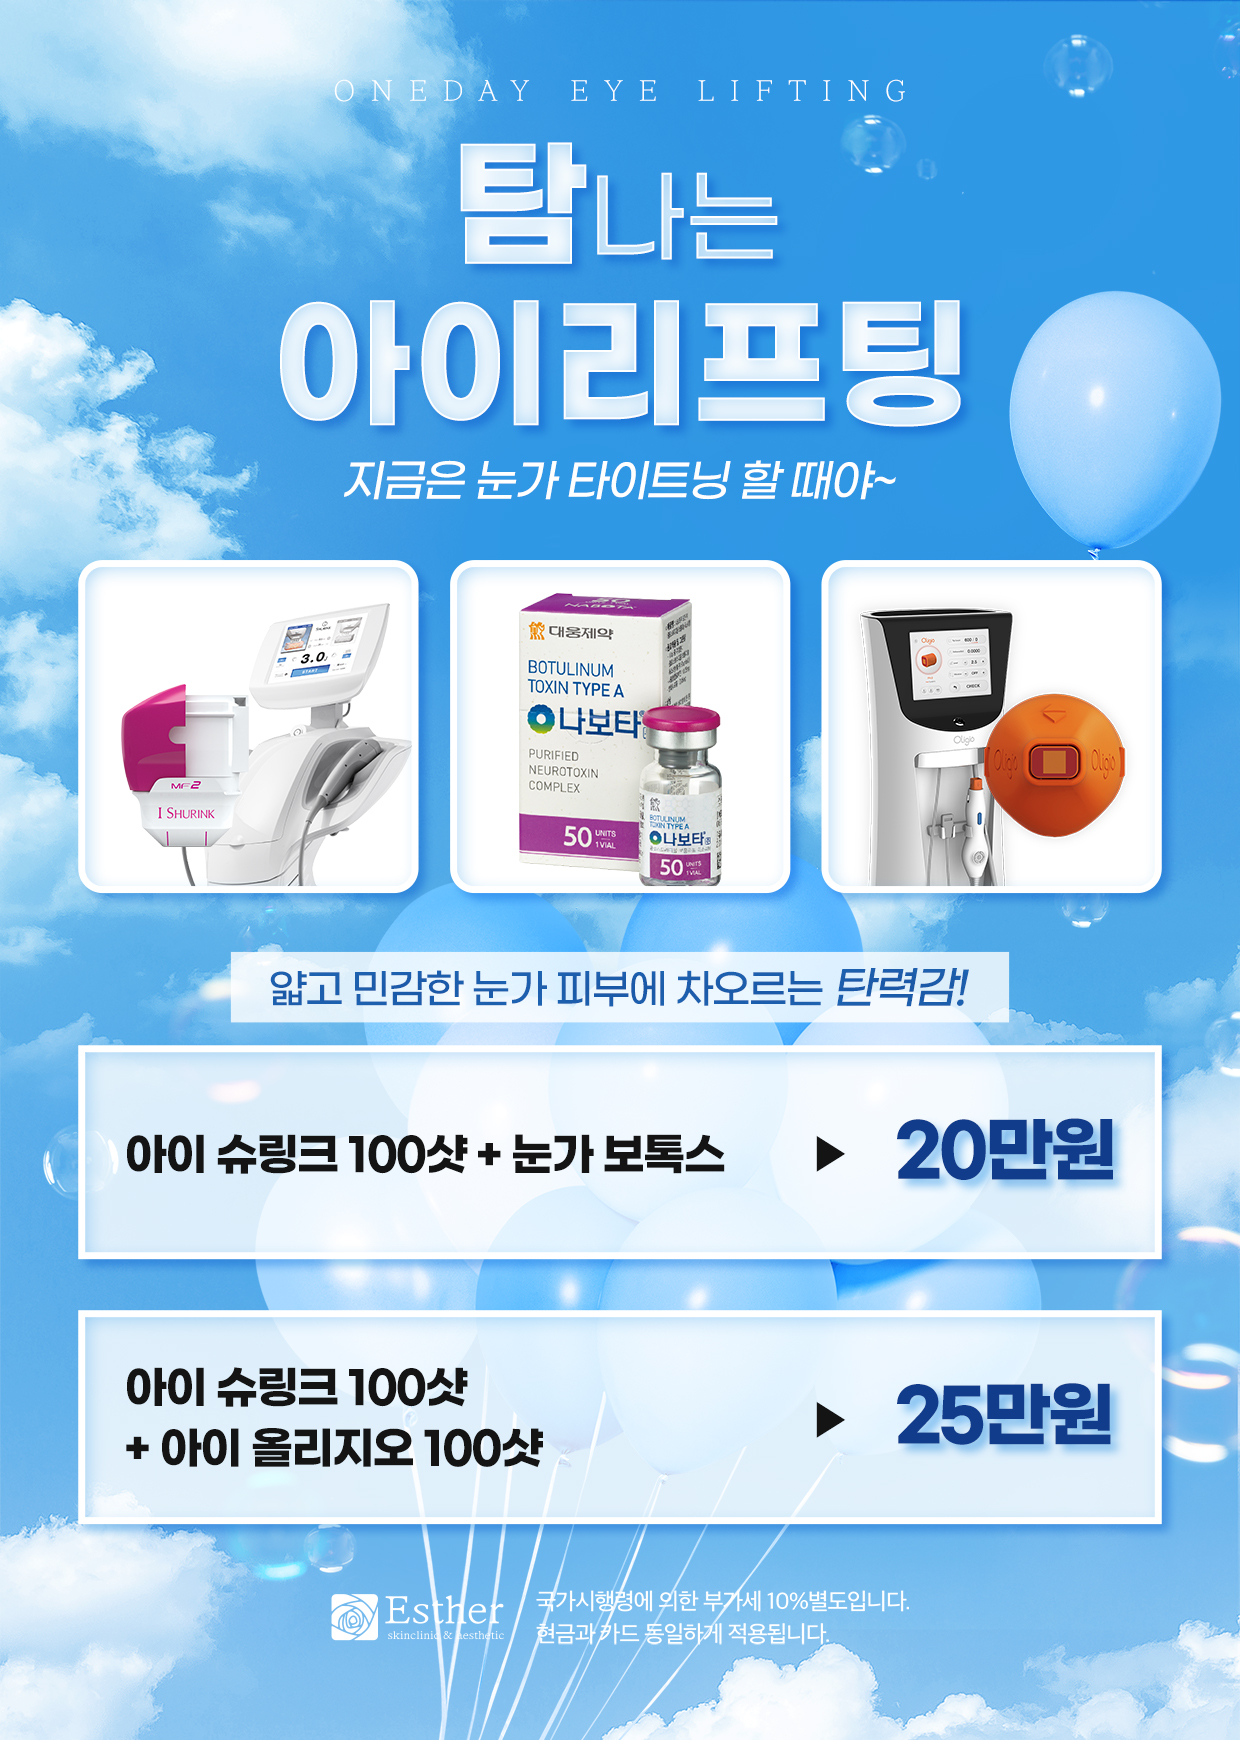 ONEDAY EYE LIFTING
탐나는
아이리프팅
지금은 눈가 타이트닝 할 때야~
3.0
START
MF2
I SHURINK
NABOTA
대웅제약
BOTULINUM
TOXIN TYPE A
나보타
PURIFIED
NEUROTOXIN
COMPLEX
50 UNITS
1 VIAL
BOTULINUM
TOXIN TYPE A
나보타
50 UNITS
1 VIAL
Oligio
600
0.0000
OFF
CHECK
Oligio
Oligio
Oligio
얇고 민감한 눈가 피부에 차오르는 탄력감!
아이 슈링크 100샷 + 눈가 보톡스 ▶ 20만원
아이 슈링크 100샷
+ 아이 올리지오 100샷 ▶ 25만원
Esther
skinclinic & aesthetic
국가시행령에 의한 부가세 10%별도입니다.
현금과 카드 동일하게 적용됩니다.